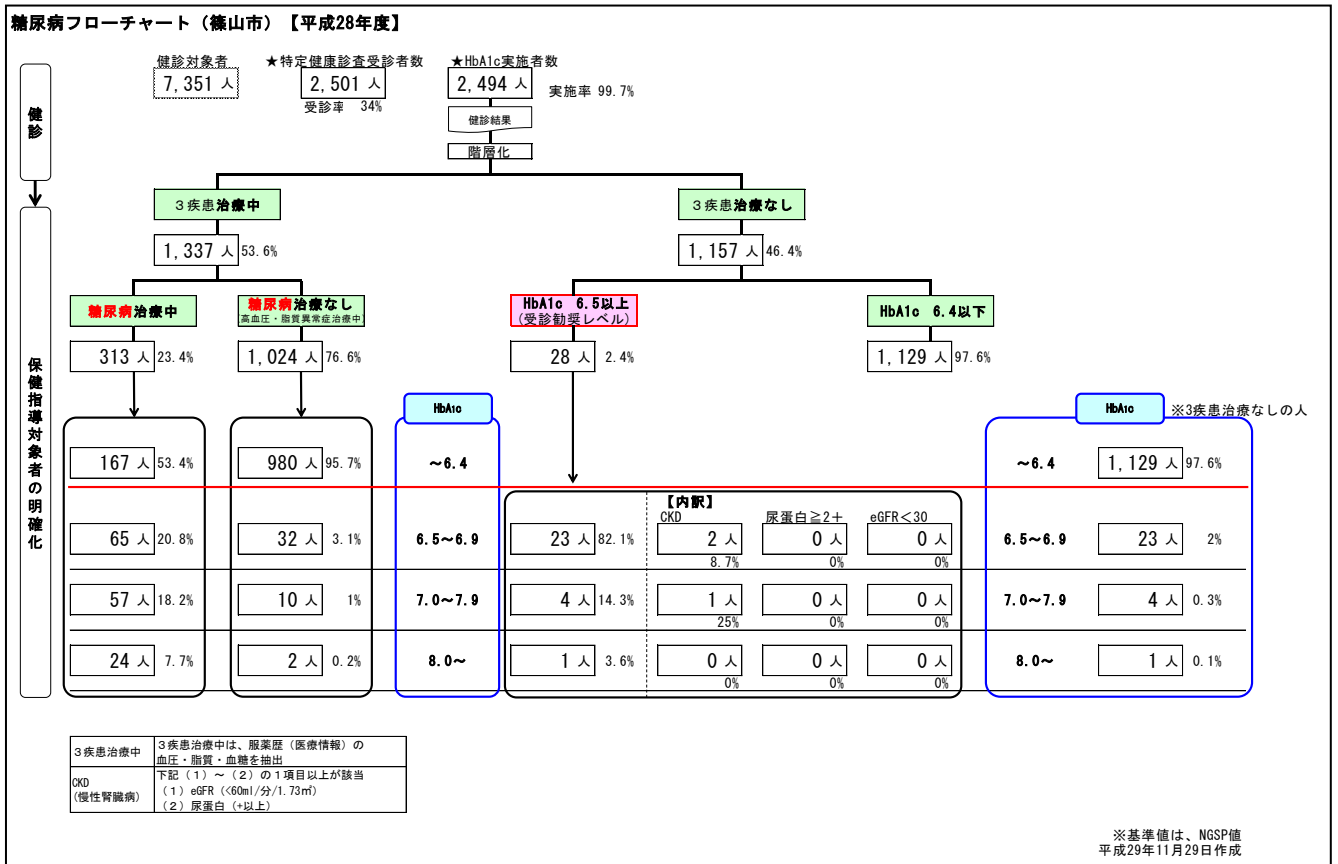 糖尿病フローチャート（篠山市）【平成28年度】
健診対象者
7,351 人
★特定健康診査受診者数
2,501 人
受診率 34%
★HbA1c実施者数
2,494 人
実施率 99.7%
健診結果
階層化
健診
保健指導対象者の明確化
３疾患治療中
1,337 人 53.6%
３疾患治療なし
1,157 人 46.4%
糖尿病治療中
313 人 23.4%
糖尿病治療なし
高血圧・脂質異常症治療中）
1,024 人 76.6%
HbA1c 6.5以上
（受診勧奨レベル）
28 人 2.4%
HbA1c 6.4以下
1,129 人 97.6%
HbA1c
HbA1c
※3疾患治療なしの人
167 人 53.4%
980 人 95.7%
～6.4
～6.4
1,129 人 97.6%
【内訳】
CKD
尿蛋白≧2＋
eGFR＜30
65 人 20.8%
32 人 3.1%
6.5～6.9
23 人 82.1%
2 人
8.7%
0 人
0%
0 人
0%
6.5～6.9
23 人 2%
57 人 18.2%
10 人 1%
7.0～7.9
4 人 14.3%
1 人
25%
0 人
0%
0 人
0%
7.0～7.9
4 人 0.3%
24 人 7.7%
2 人 0.2%
8.0～
1 人 3.6%
0 人
0%
0 人
0%
0 人
0%
8.0～
1 人 0.1%
３疾患治療中
３疾患治療中は、服薬歴（医療情報）の
血圧・脂質・血糖を抽出
CKD
（慢性腎臓病）
下記（１）～（２）の１項目以上が該当
（１）eGFR（<60ml/分/1.73㎡）
（２）尿蛋白（+以上）
※基準値は、NGSP値
平成29年11月29日作成